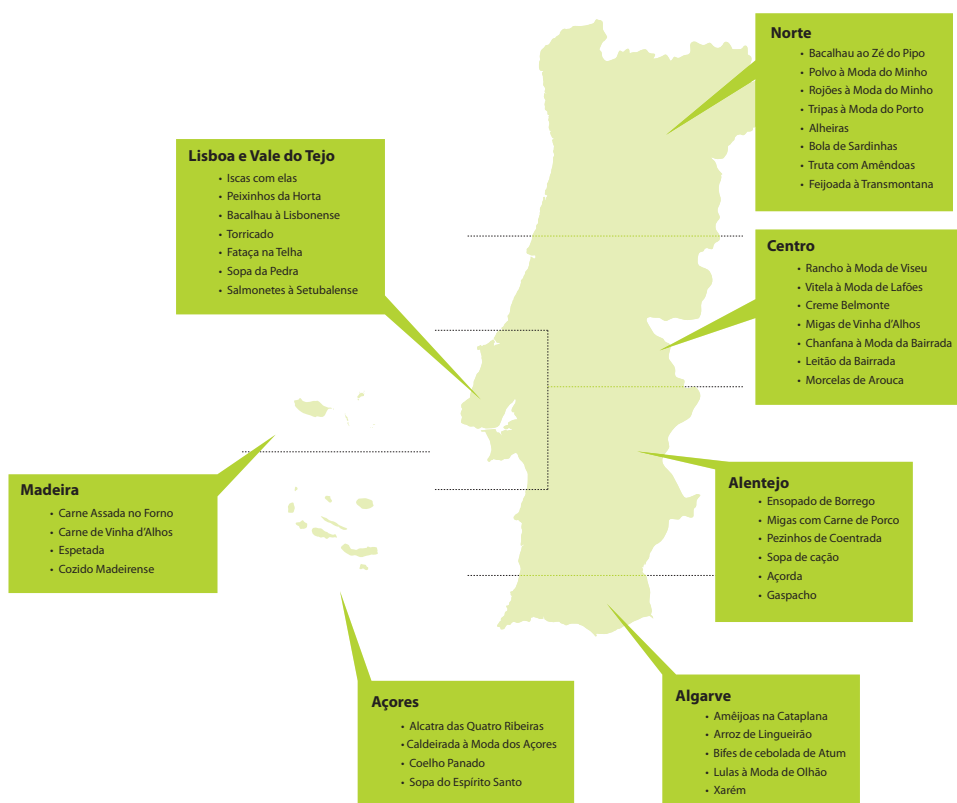 Norte
• Bacalhau ao Zé do Pipo
• Polvo à Moda do Minho
• Rojões à Moda do Minho
• Tripas à Moda do Porto
• Alheiras
• Bola de Sardinhas
• Truta com Amêndoas
• Feijoada à Transmontana
Lisboa e Vale do Tejo
• Iscas com elas
• Peixinhos da Horta
• Bacalhau à Lisbonense
• Torricado
• Fataça na Telha
• Sopa da Pedra
• Salmonetes à Setubalense
Centro
• Rancho à Moda de Viseu
• Vitela à Moda de Lafões
• Creme Belmonte
• Migas de Vinha d'Alhos
• Chanfana à Moda da Bairrada
• Leitão da Bairrada
• Morcelas de Arouca
Madeira
• Carne Assada no Forno
• Carne de Vinha d'Alhos
• Espetada
• Cozido Madeirense
Alentejo
• Ensopado de Borrego
• Migas com Carne de Porco
• Pezinhos de Coentrada
• Sopa de cação
• Açorda
• Gaspacho
Açores
• Alcatra das Quatro Ribeiras
• Caldeirada à Moda dos Açores
• Coelho Panado
• Sopa do Espírito Santo
Algarve
• Amêijoas na Cataplana
• Arroz de Lingueirão
• Bifes de cebolada de Atum
• Lulas à Moda de Olhão
• Xarém